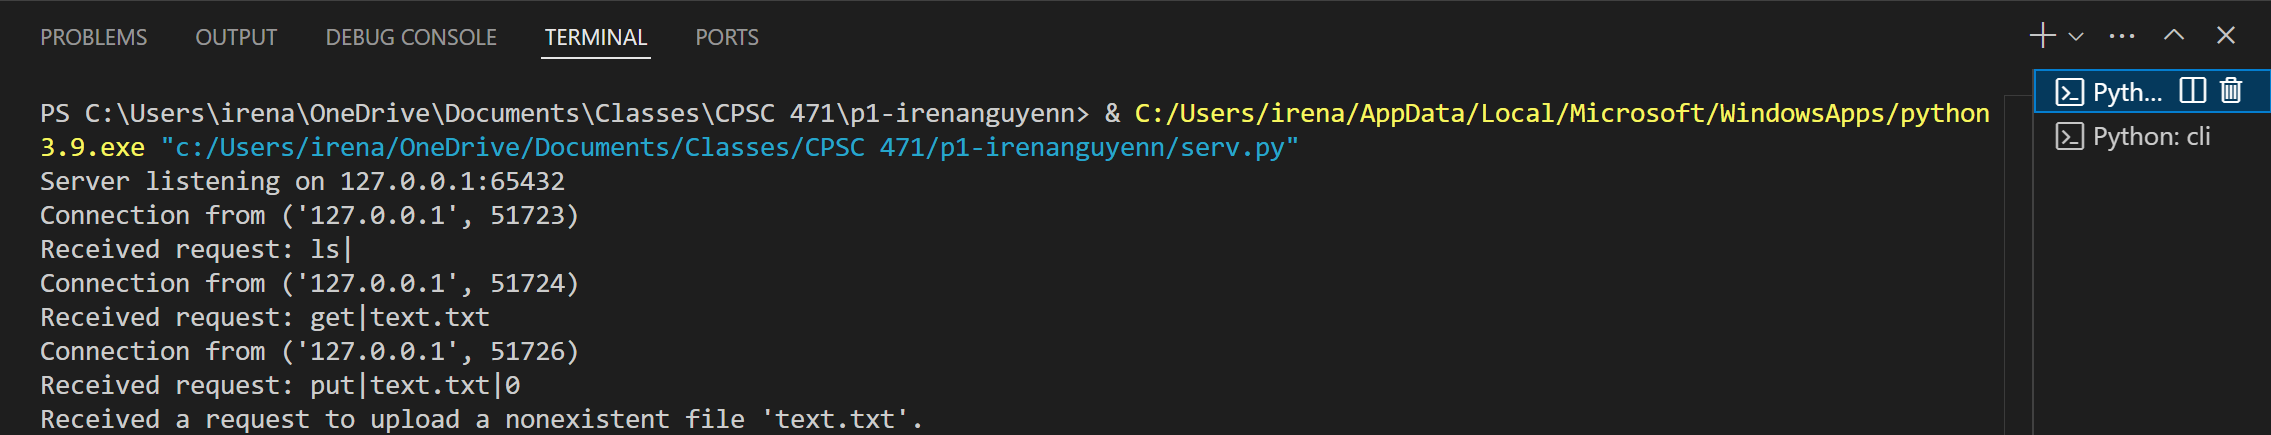 PROBLEMS OUTPUT DEBUG CONSOLE TERMINAL PORTS
PS C:\Users\irena\OneDrive\Documents\Classes\CPSC 471\p1-irenanguyenn> & C:/Users/irena/AppData/Local/Microsoft/WindowsApps/python
3.9.exe "c:/Users/irena/OneDrive/Documents/Classes/CPSC 471/p1-irenanguyenn/serv.py"
Server listening on 127.0.0.1:65432
Connection from ('127.0.0.1', 51723)
Received request: ls|
Connection from ('127.0.0.1', 51724)
Received request: get|text.txt
Connection from ('127.0.0.1', 51726)
Received request: put|text.txt|0
Received a request to upload a nonexistent file 'text.txt'.
Pyth...
Python: cli